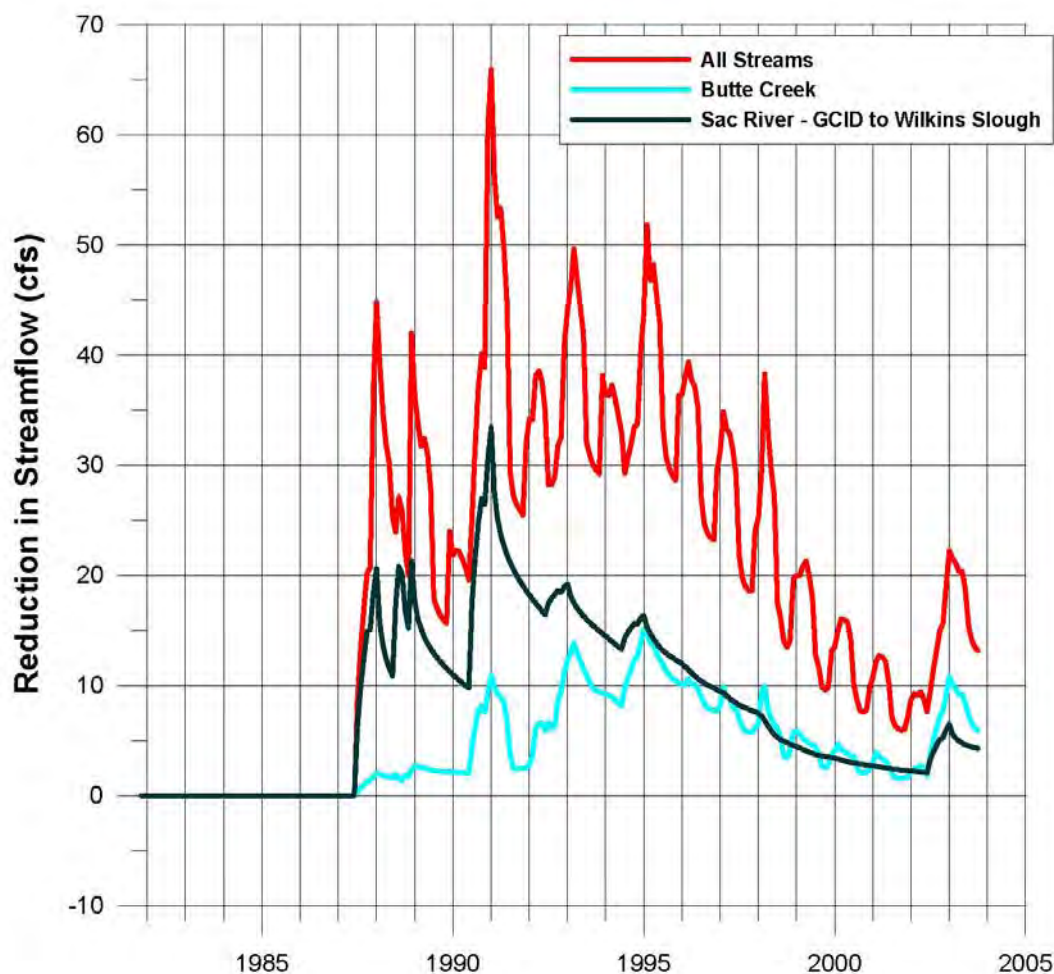 70
60
50
40
30
20
10
0
-10
Reduction in Streamflow (cfs)
All Streams
Butte Creek
Sac River - GCID to Wilkins Slough
1985 1990 1995 2000 2005